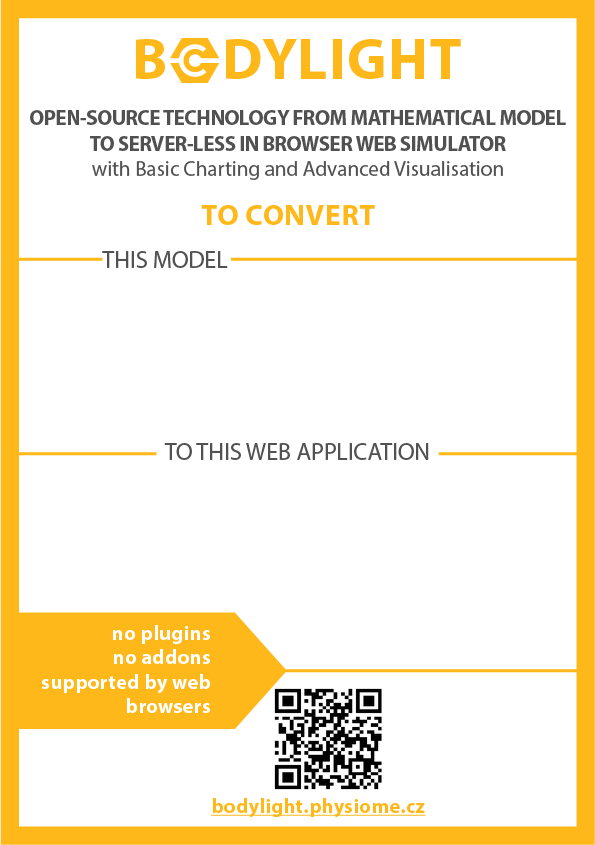 BODYLIGHT
OPEN-SOURCE TECHNOLOGY FROM MATHEMATICAL MODEL
TO SERVER-LESS IN BROWSER WEB SIMULATOR
with Basic Charting and Advanced Visualisation
TO CONVERT
THIS MODEL
TO THIS WEB APPLICATION
no plugins
no addons
supported by web
browsers
bodylight.physiome.cz